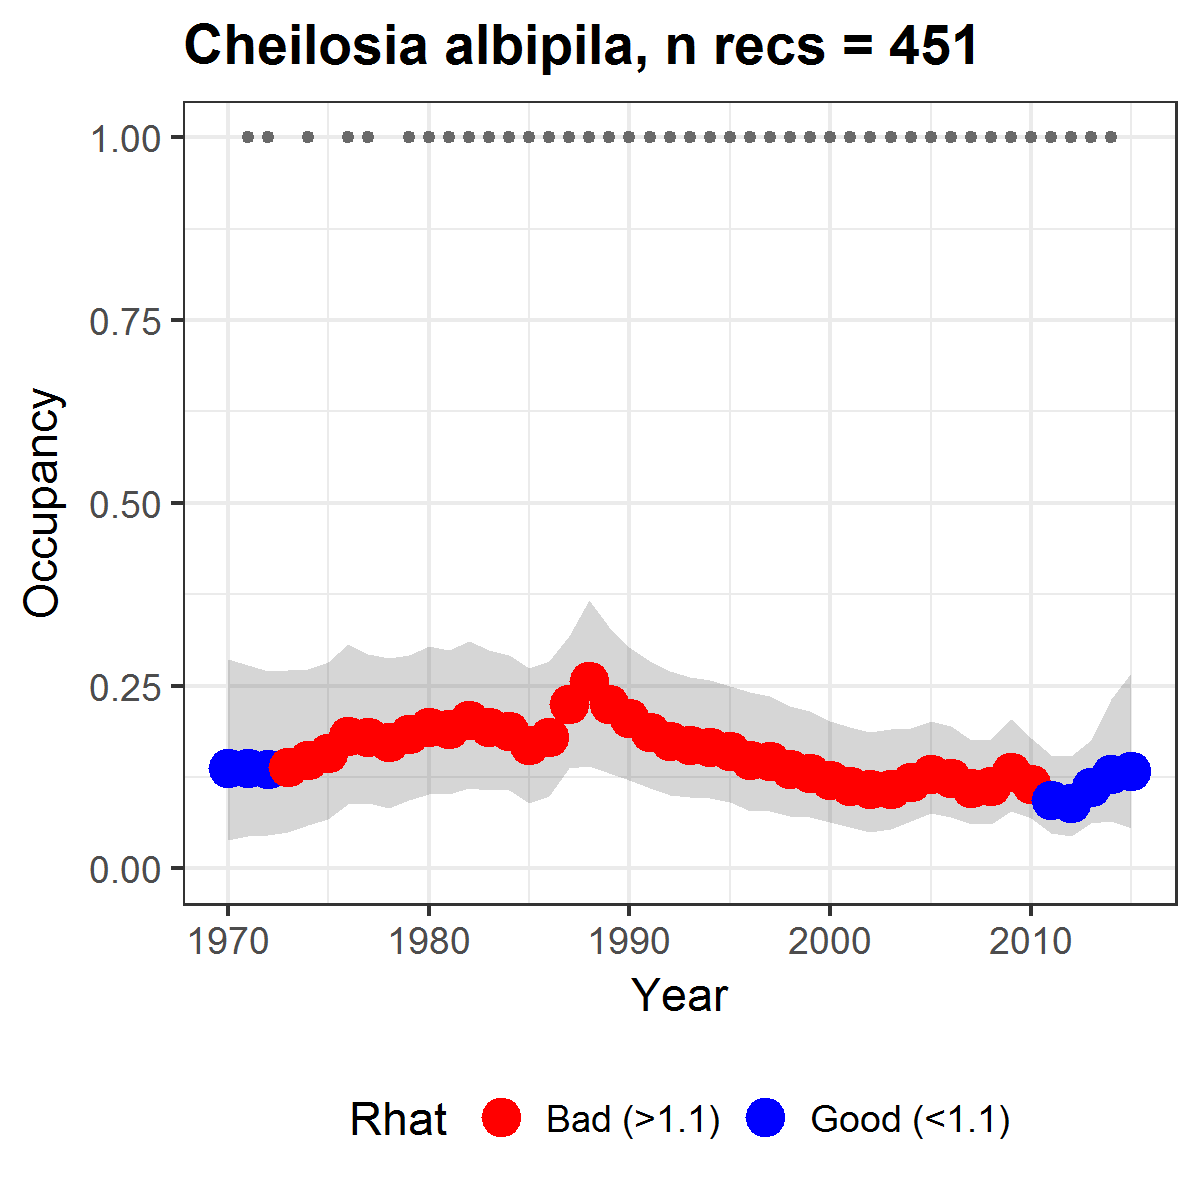 Cheilosia albipila, n recs = 451
1.00
0.75
0.50
0.25
0.00
Occupancy
1970 1980 1990 2000 2010
Year
Rhat Bad (>1.1) Good (<1.1)